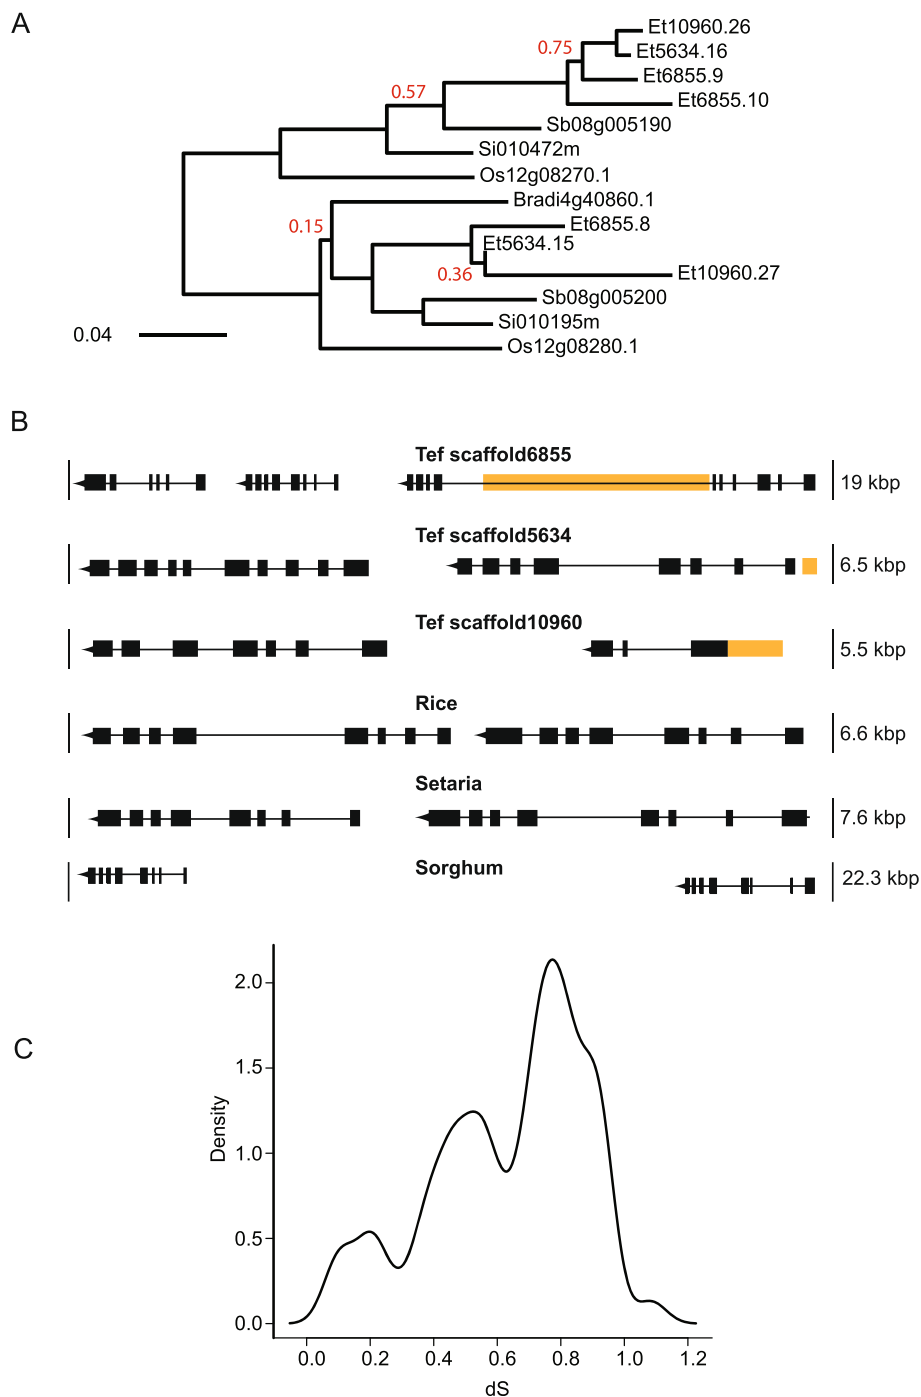 A
Et10960.26
0.75
Et5634.16
Et6855.9
0.57
Et6855.10
Sb08g005190
Si010472m
Os12g08270.1
Bradi4g40860.1
0.15
Et6855.8
Et5634.15
0.36
Et10960.27
Sb08g005200
Si010195m
0.04
Os12g08280.1
B
Tef scaffold6855
19 kbp
Tef scaffold5634
6.5 kbp
Tef scaffold10960
5.5 kbp
Rice
6.6 kbp
Setaria
7.6 kbp
Sorghum
22.3 kbp
C
2.0
1.5
1.0
0.5
0.0
Density
0.0 0.2 0.4 0.6 0.8 1.0 1.2
dS